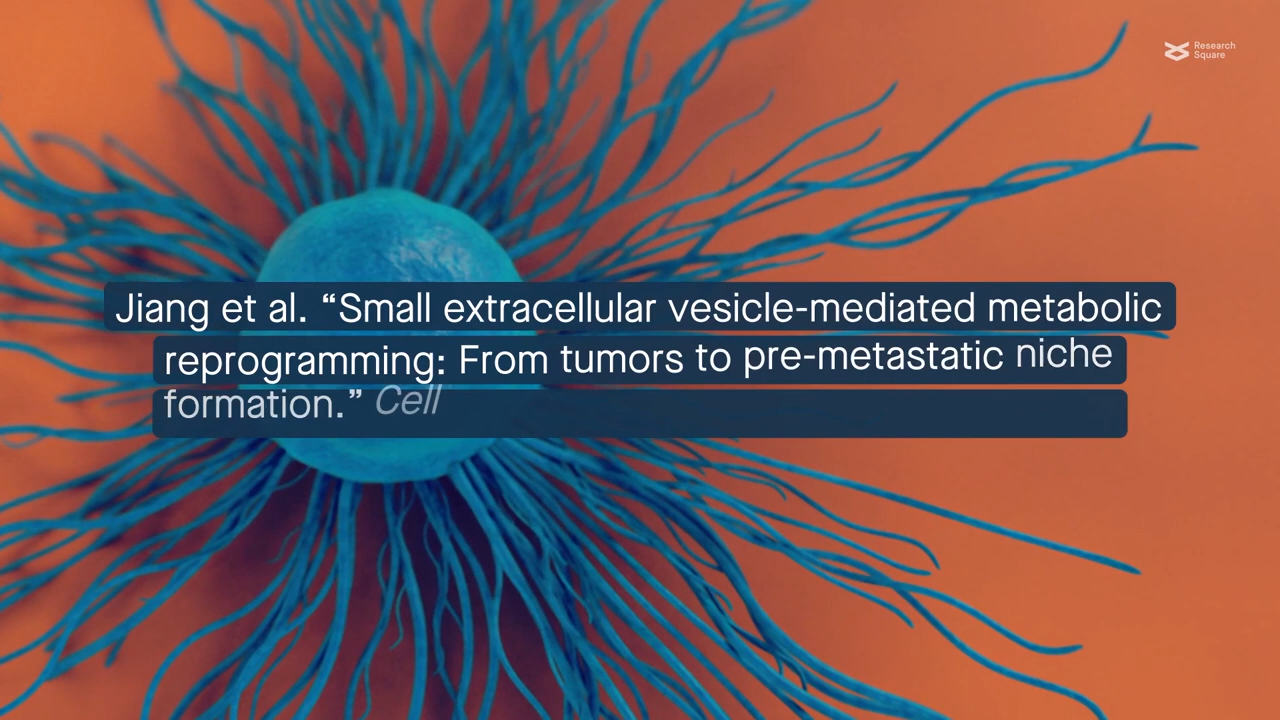 Research
Square
Jiang et al. “Small extracellular vesicle-mediated metabolic
reprogramming: From tumors to pre-metastatic niche
formation.” Cell